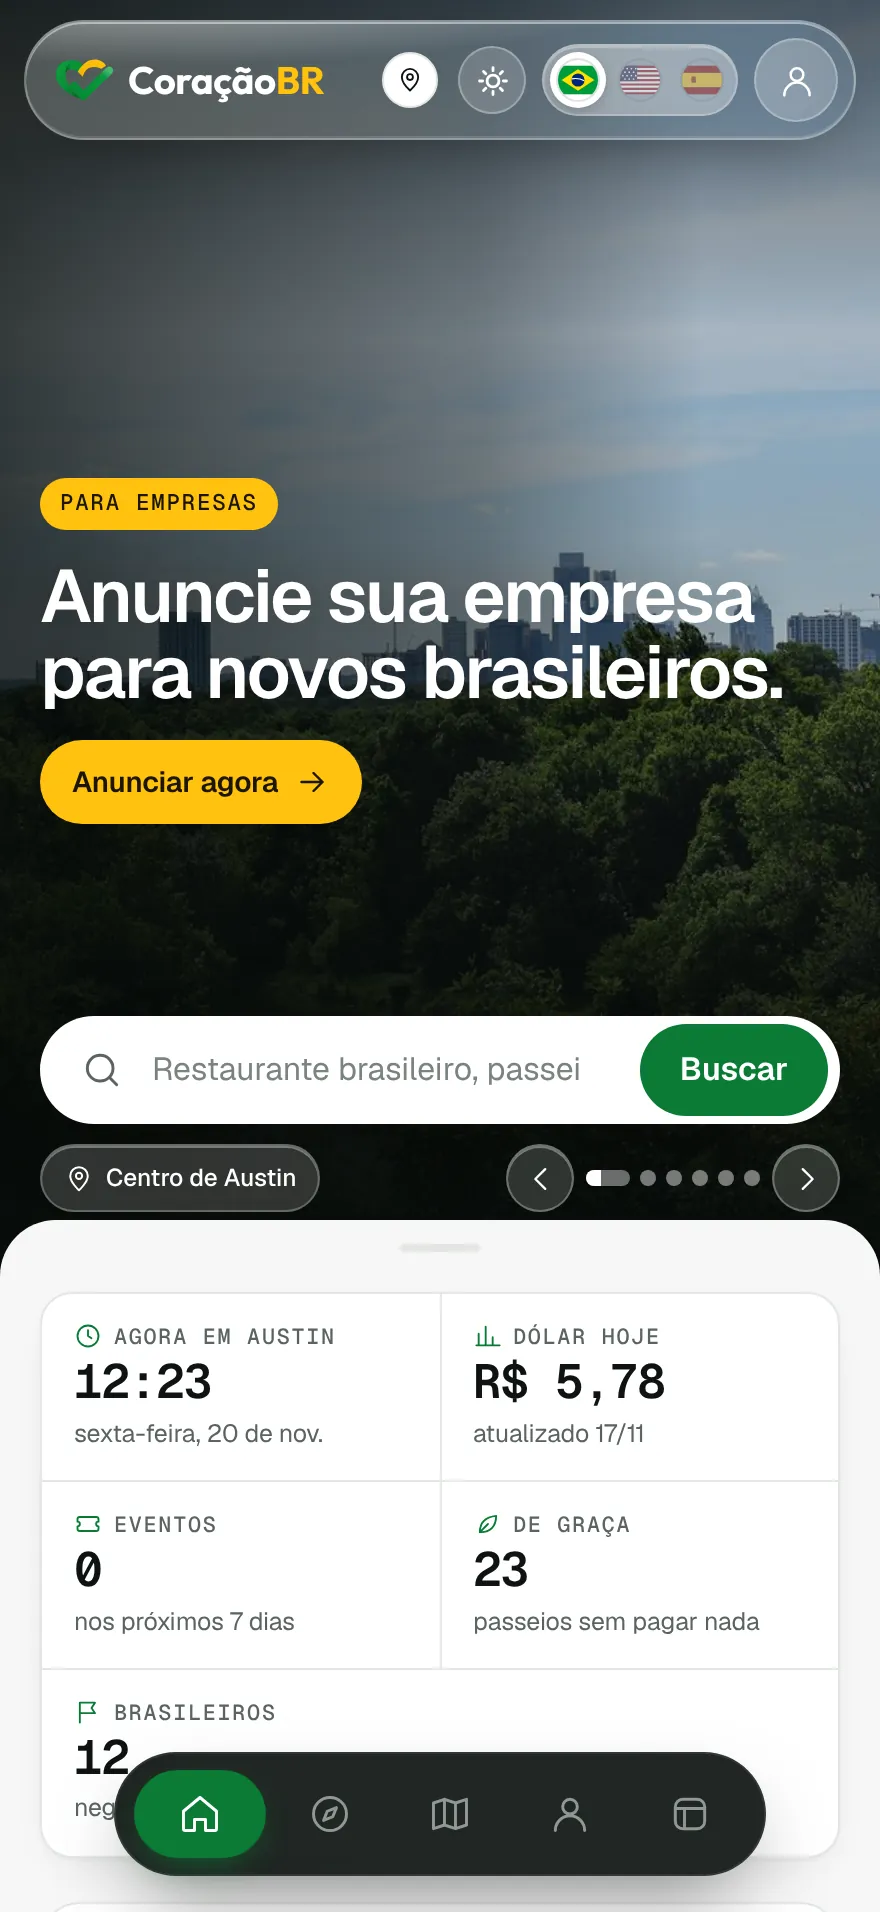 CoraçãoBR
PARA EMPRESAS
Anuncie sua empresa
para novos brasileiros.
Anunciar agora
Restaurante brasileiro, passei
Buscar
Centro de Austin
AGORA EM AUSTIN
12:23
sexta-feira, 20 de nov.
DÓLAR HOJE
R$ 5,78
atualizado 17/11
EVENTOS
0
nos próximos 7 dias
DE GRAÇA
23
passeios sem pagar nada
BRASILEIROS
12
neg